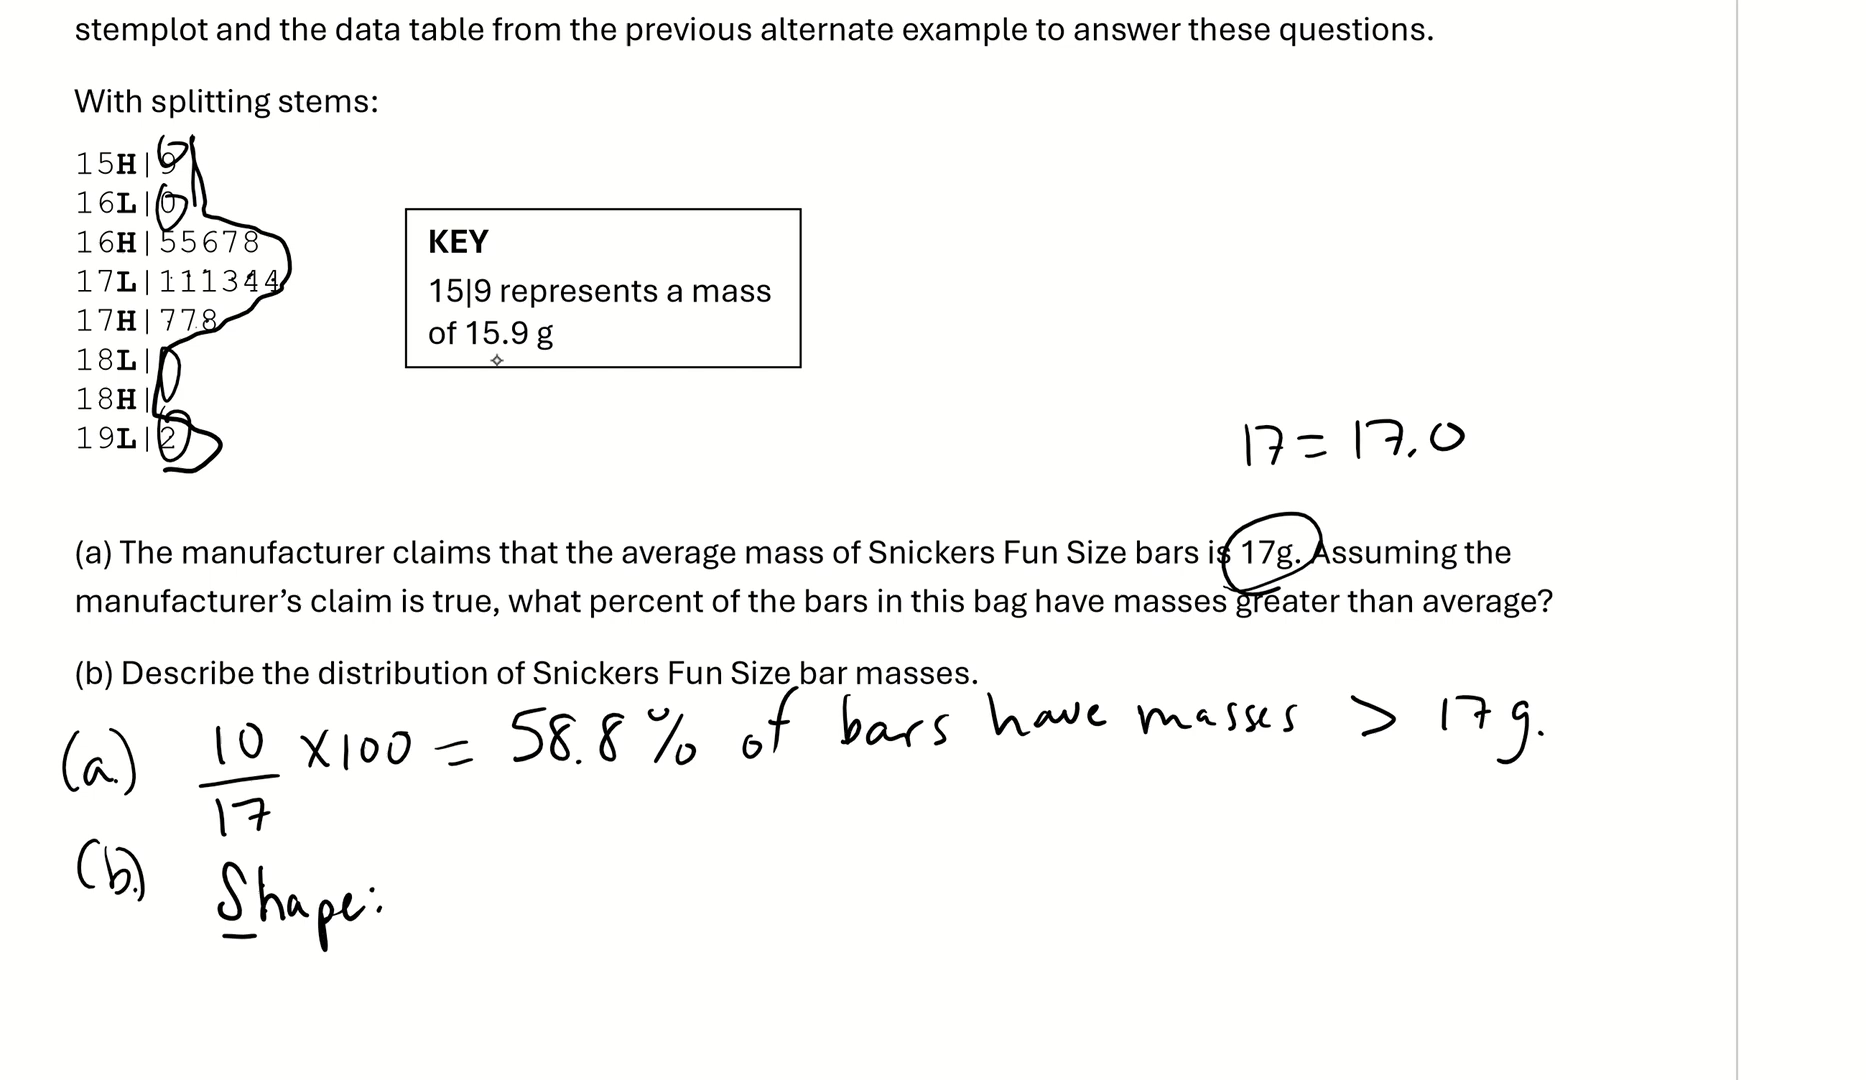 stemplot and the data table from the previous alternate example to answer these questions.
With splitting stems:
15H|9
16L|0
16H|55678
17L|111344
17H|778
18L|
18H|
19L|2
KEY
15|9 represents a mass
of 15.9 g
17 = 17.0
(a) The manufacturer claims that the average mass of Snickers Fun Size bars is 17g. Assuming the
manufacturer’s claim is true, what percent of the bars in this bag have masses greater than average?
(b) Describe the distribution of Snickers Fun Size bar masses.
(a.) 10/17 x100 = 58.8% of bars have masses > 17g.
(b.) Shape: